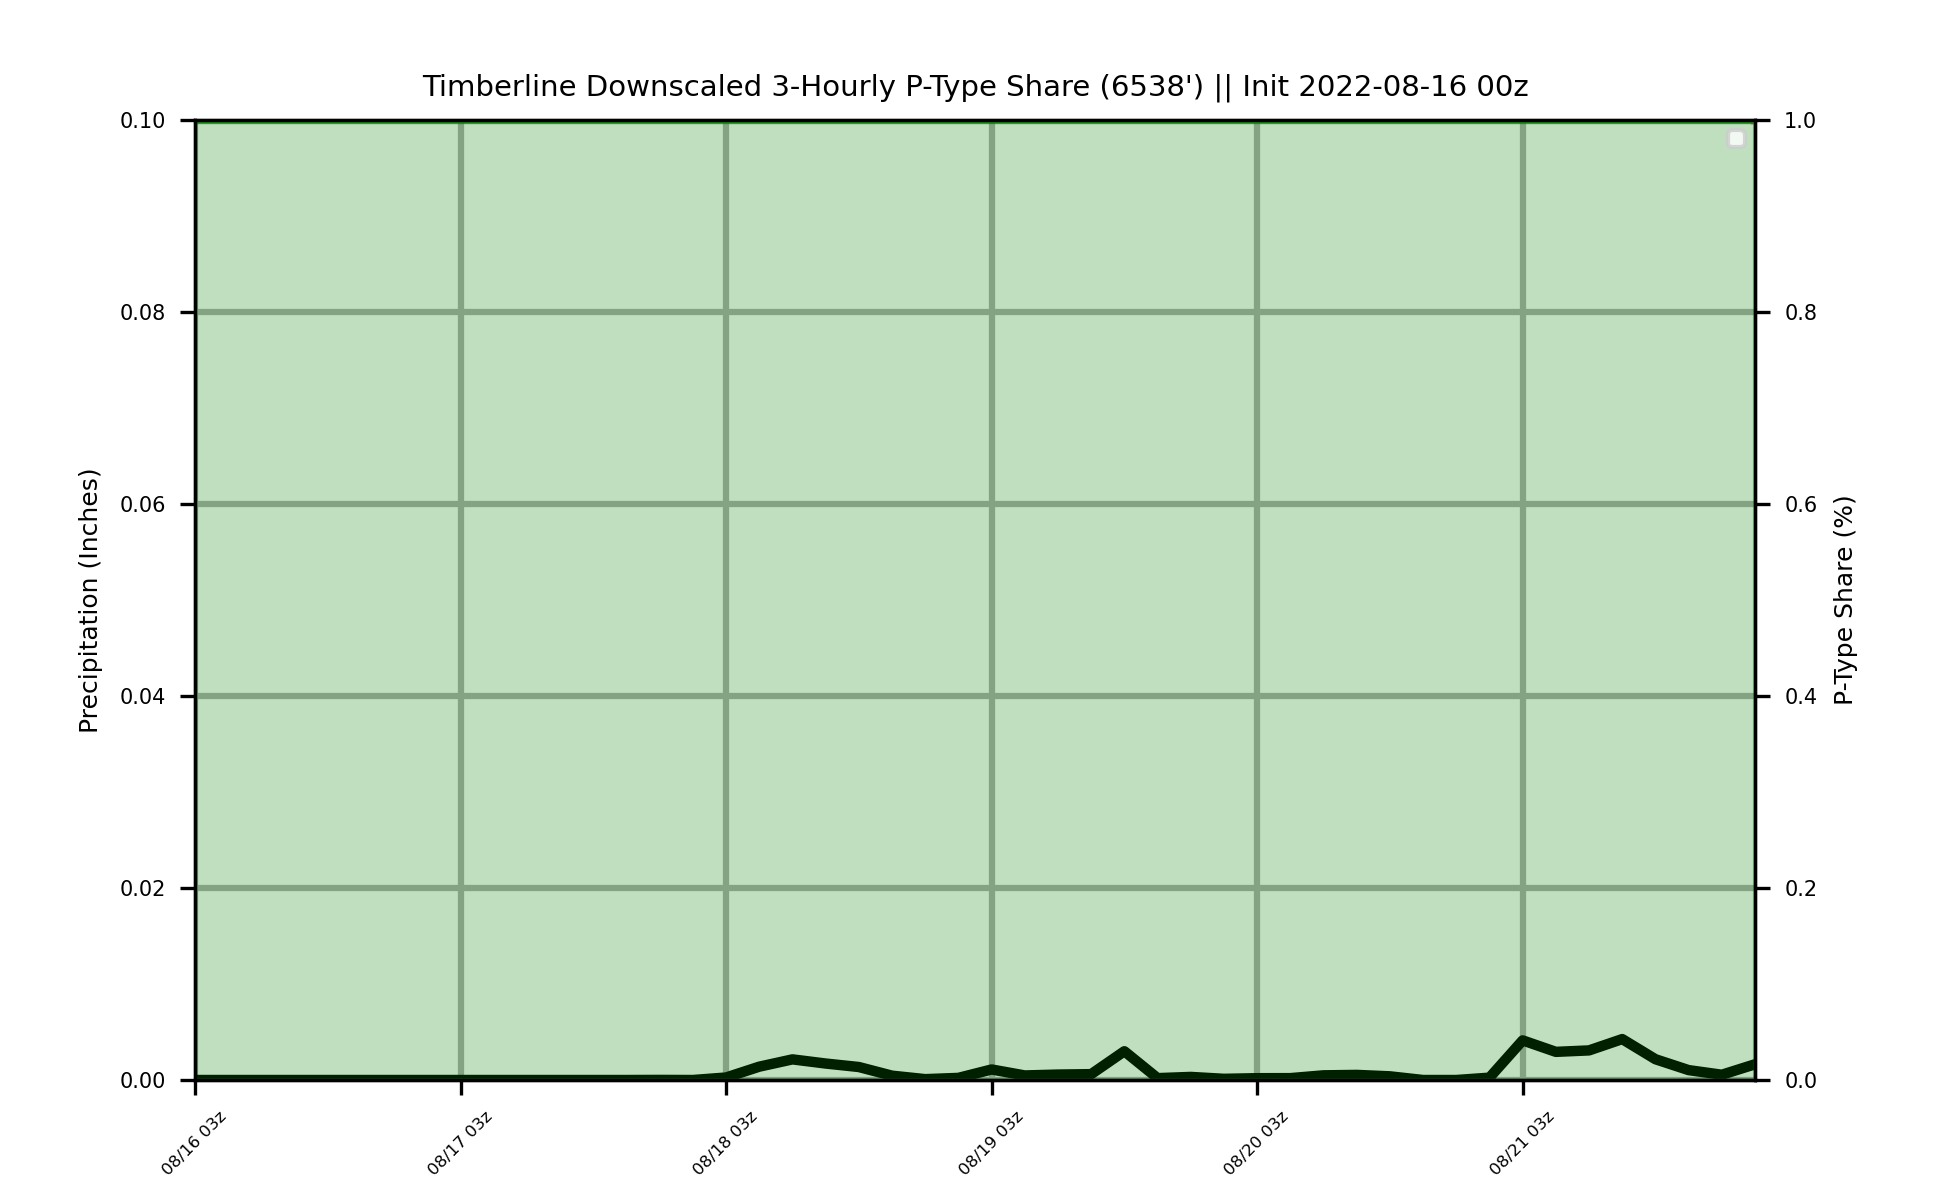 Timberline Downscaled 3-Hourly P-Type Share (6538') || Init 2022-08-16 00z
Precipitation (Inches)
0.10
0.08
0.06
0.04
0.02
0.00
1.0
0.8
0.6
0.4
0.2
0.0
P-Type Share (%)
08/16 03z
08/17 03z
08/18 03z
08/19 03z
08/20 03z
08/21 03z